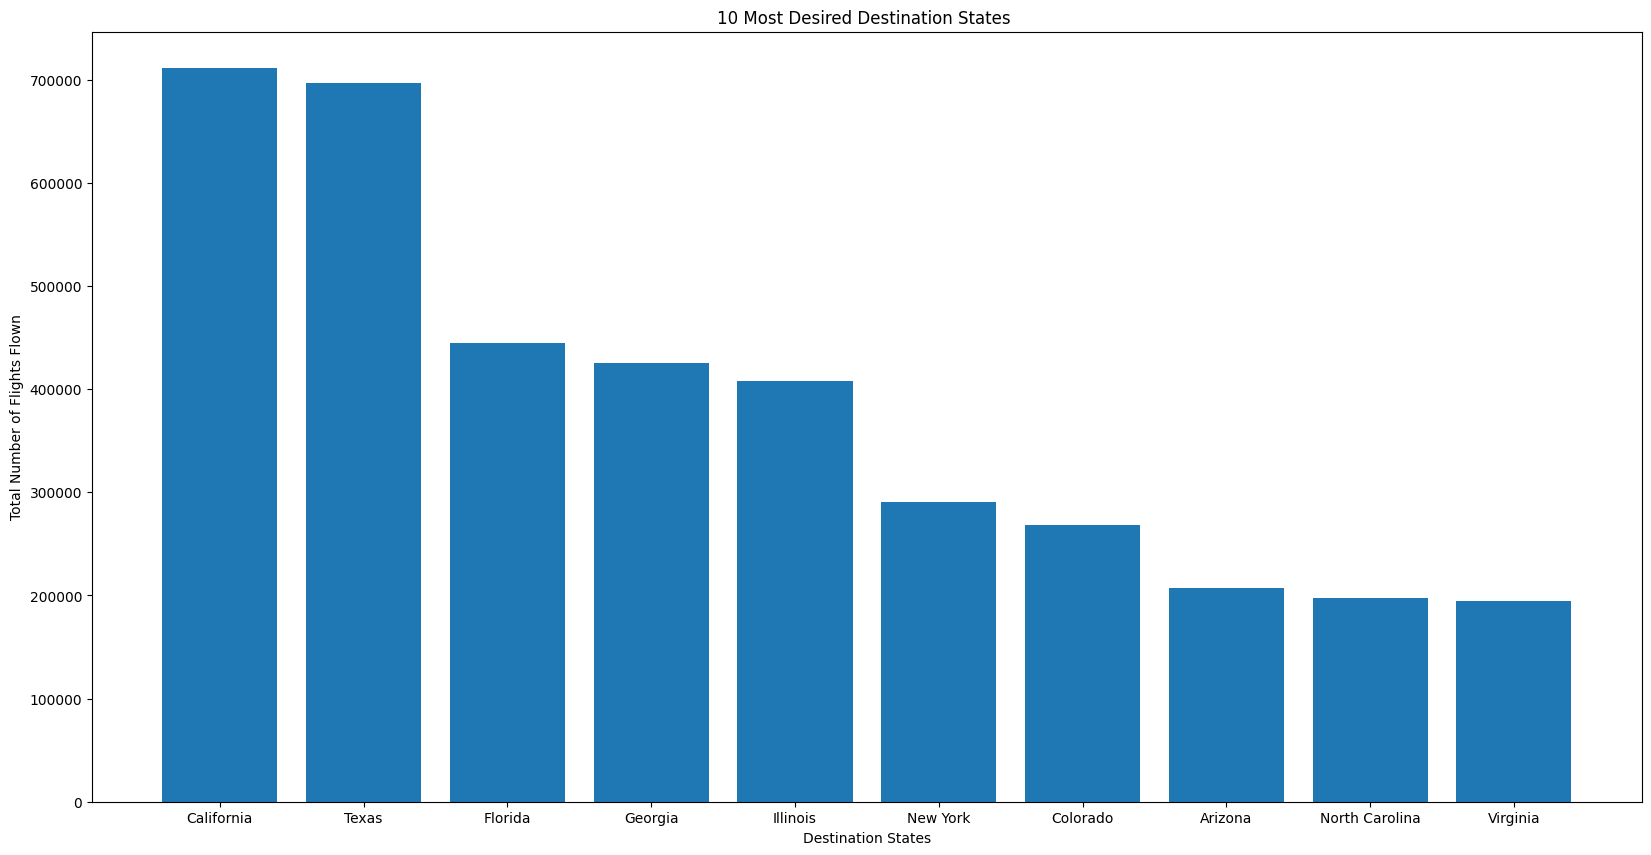 10 Most Desired Destination States
Total Number of Flights Flown
700000
600000
500000
400000
300000
200000
100000
0
California Texas Florida Georgia Illinois New York Colorado Arizona North Carolina Virginia
Destination States